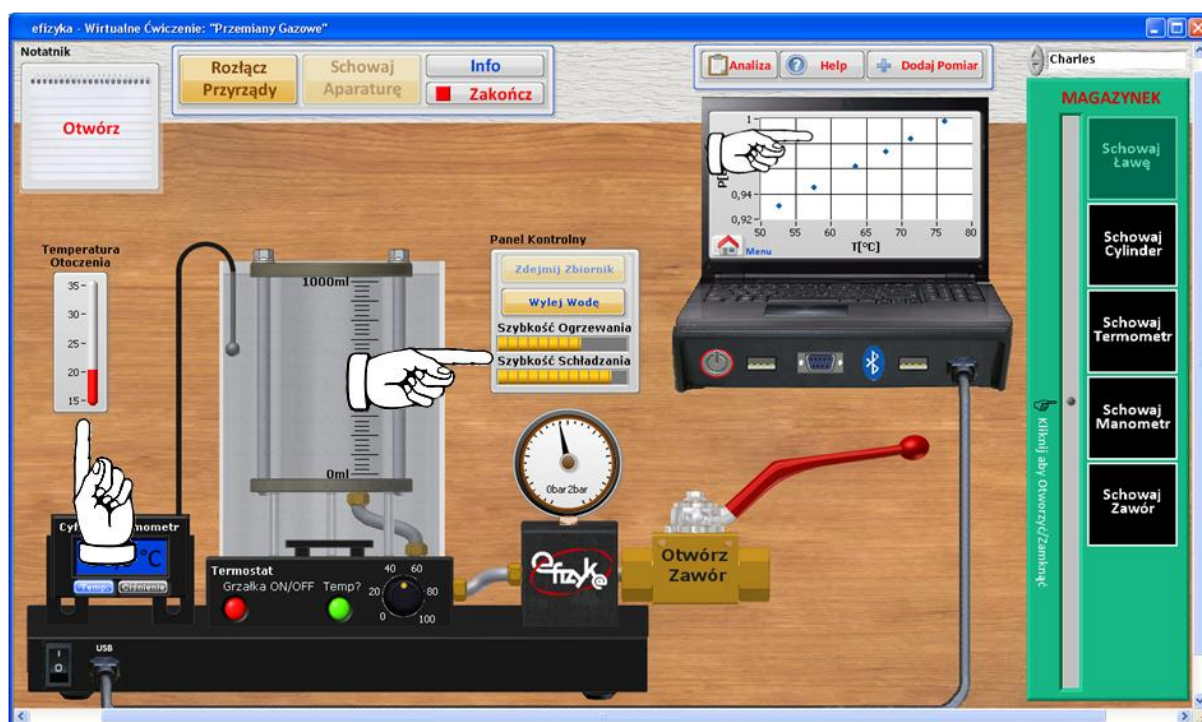 efizyka - Wirtualne Ćwiczenie: "Przemiany Gazowe"
Notatnik
Otwórz
Rozłącz
Przyrządy
Schowaj
Aparaturę
Info
Zakończ
Analiza
Help
Dodaj Pomiar
Charles
MAGAZYNEK
Schowaj
Ławę
Schowaj
Cylinder
Schowaj
Termometr
Schowaj
Manometr
Schowaj
Zawór
Kliknij aby Otworzyć/Zamknąć
1
0,94
0,92
50 55 60 65 70 75 80
T[°C]
Menu
Temperatura
Otoczenia
35
25
20
15
1000ml
0ml
Panel Kontrolny
Zdejmij Zbiornik
Wylej Wodę
Szybkość Ogrzewania
Szybkość Schładzania
0bar 2bar
°C
Temp.
Ciśnienie
Termostat
Grzałka ON/OFF Temp?
0 20 40 60 80 100
efizyk@
Otwórz
Zawór
I
O
USB